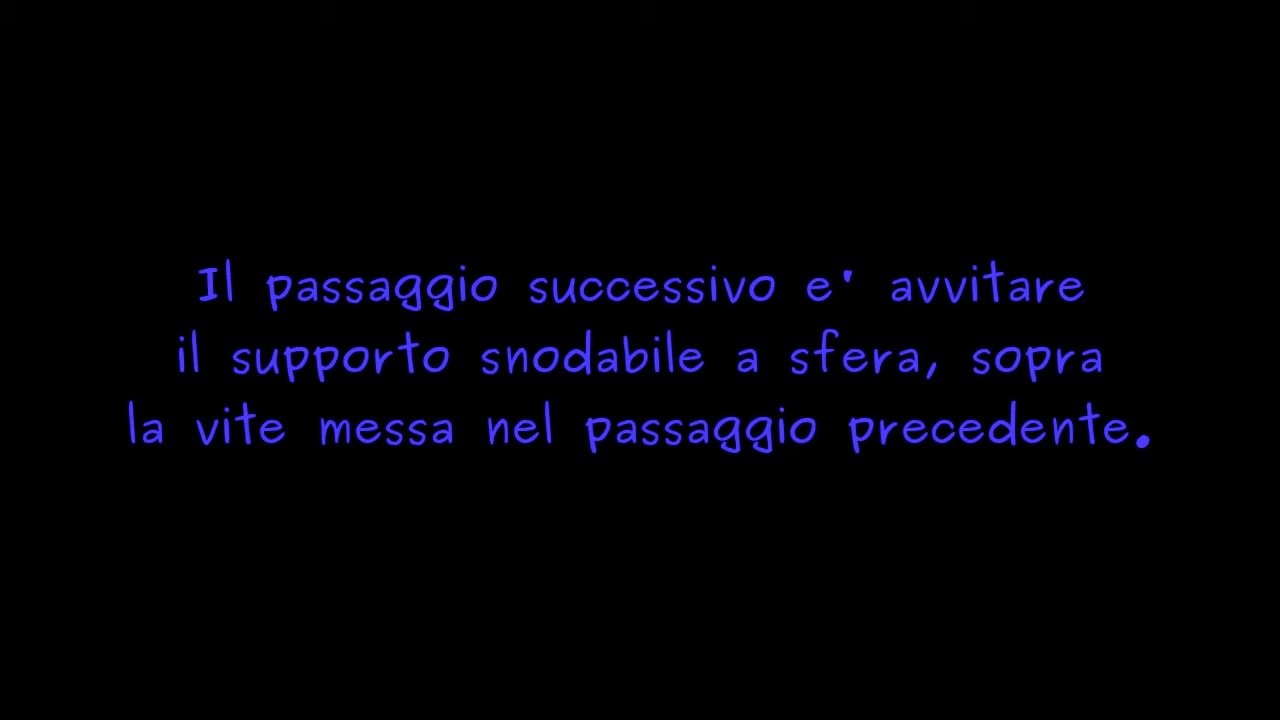 Il passaggio successivo e' avvitare
il supporto snodabile a sfera, sopra
la vite messa nel passaggio precedente.